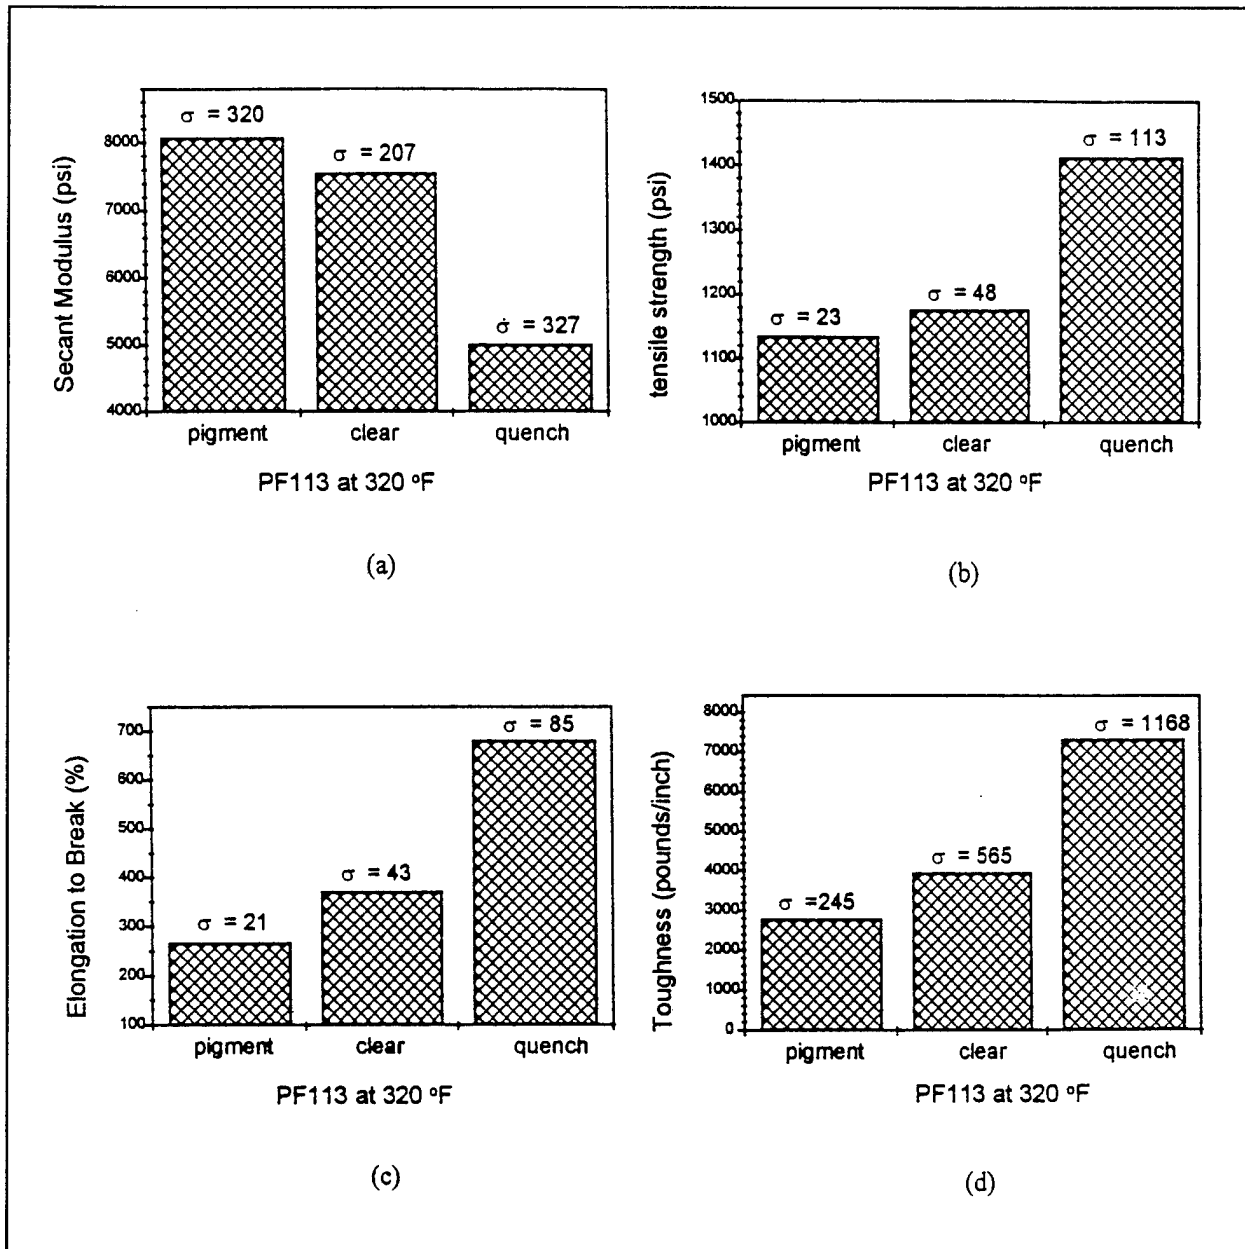 Secant Modulus (psi)
8000
7000
6000
5000
4000
σ = 320
σ = 207
σ = 327
pigment clear quench
PF113 at 320 °F
(a)
tensile strength (psi)
1500
1400
1300
1200
1100
1000
σ = 23
σ = 48
σ = 113
pigment clear quench
PF113 at 320 °F
(b)
Elongation to Break (%)
700
600
500
400
300
200
100
σ = 21
σ = 43
σ = 85
pigment clear quench
PF113 at 320 °F
(c)
Toughness (pounds/inch)
8000
7000
6000
5000
4000
3000
2000
1000
0
σ =245
σ = 565
σ = 1168
pigment clear quench
PF113 at 320 °F
(d)